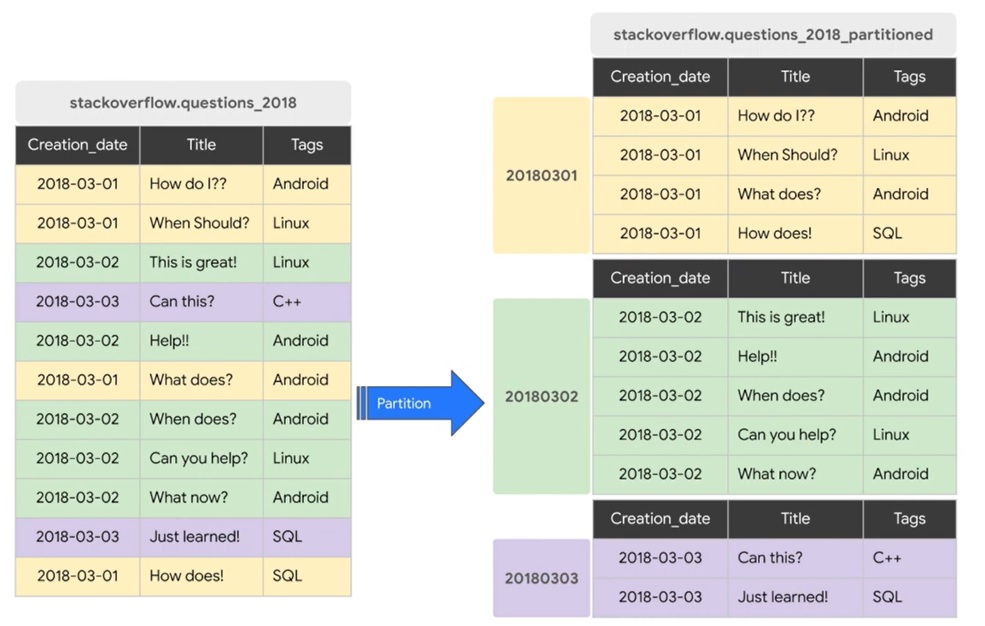 stackoverflow.questions_2018
Creation_date Title Tags
2018-03-01 How do I?? Android
2018-03-01 When Should? Linux
2018-03-02 This is great! Linux
2018-03-03 Can this? C++
2018-03-02 Help!! Android
2018-03-01 What does? Android
2018-03-02 When does? Android
2018-03-02 Can you help? Linux
2018-03-02 What now? Android
2018-03-03 Just learned! SQL
2018-03-01 How does! SQL
Partition
stackoverflow.questions_2018_partitioned
Creation_date Title Tags
20180301
2018-03-01 How do I?? Android
2018-03-01 When Should? Linux
2018-03-01 What does? Android
2018-03-01 How does! SQL
Creation_date Title Tags
20180302
2018-03-02 This is great! Linux
2018-03-02 Help!! Android
2018-03-02 When does? Android
2018-03-02 Can you help? Linux
2018-03-02 What now? Android
Creation_date Title Tags
20180303
2018-03-03 Can this? C++
2018-03-03 Just learned! SQL